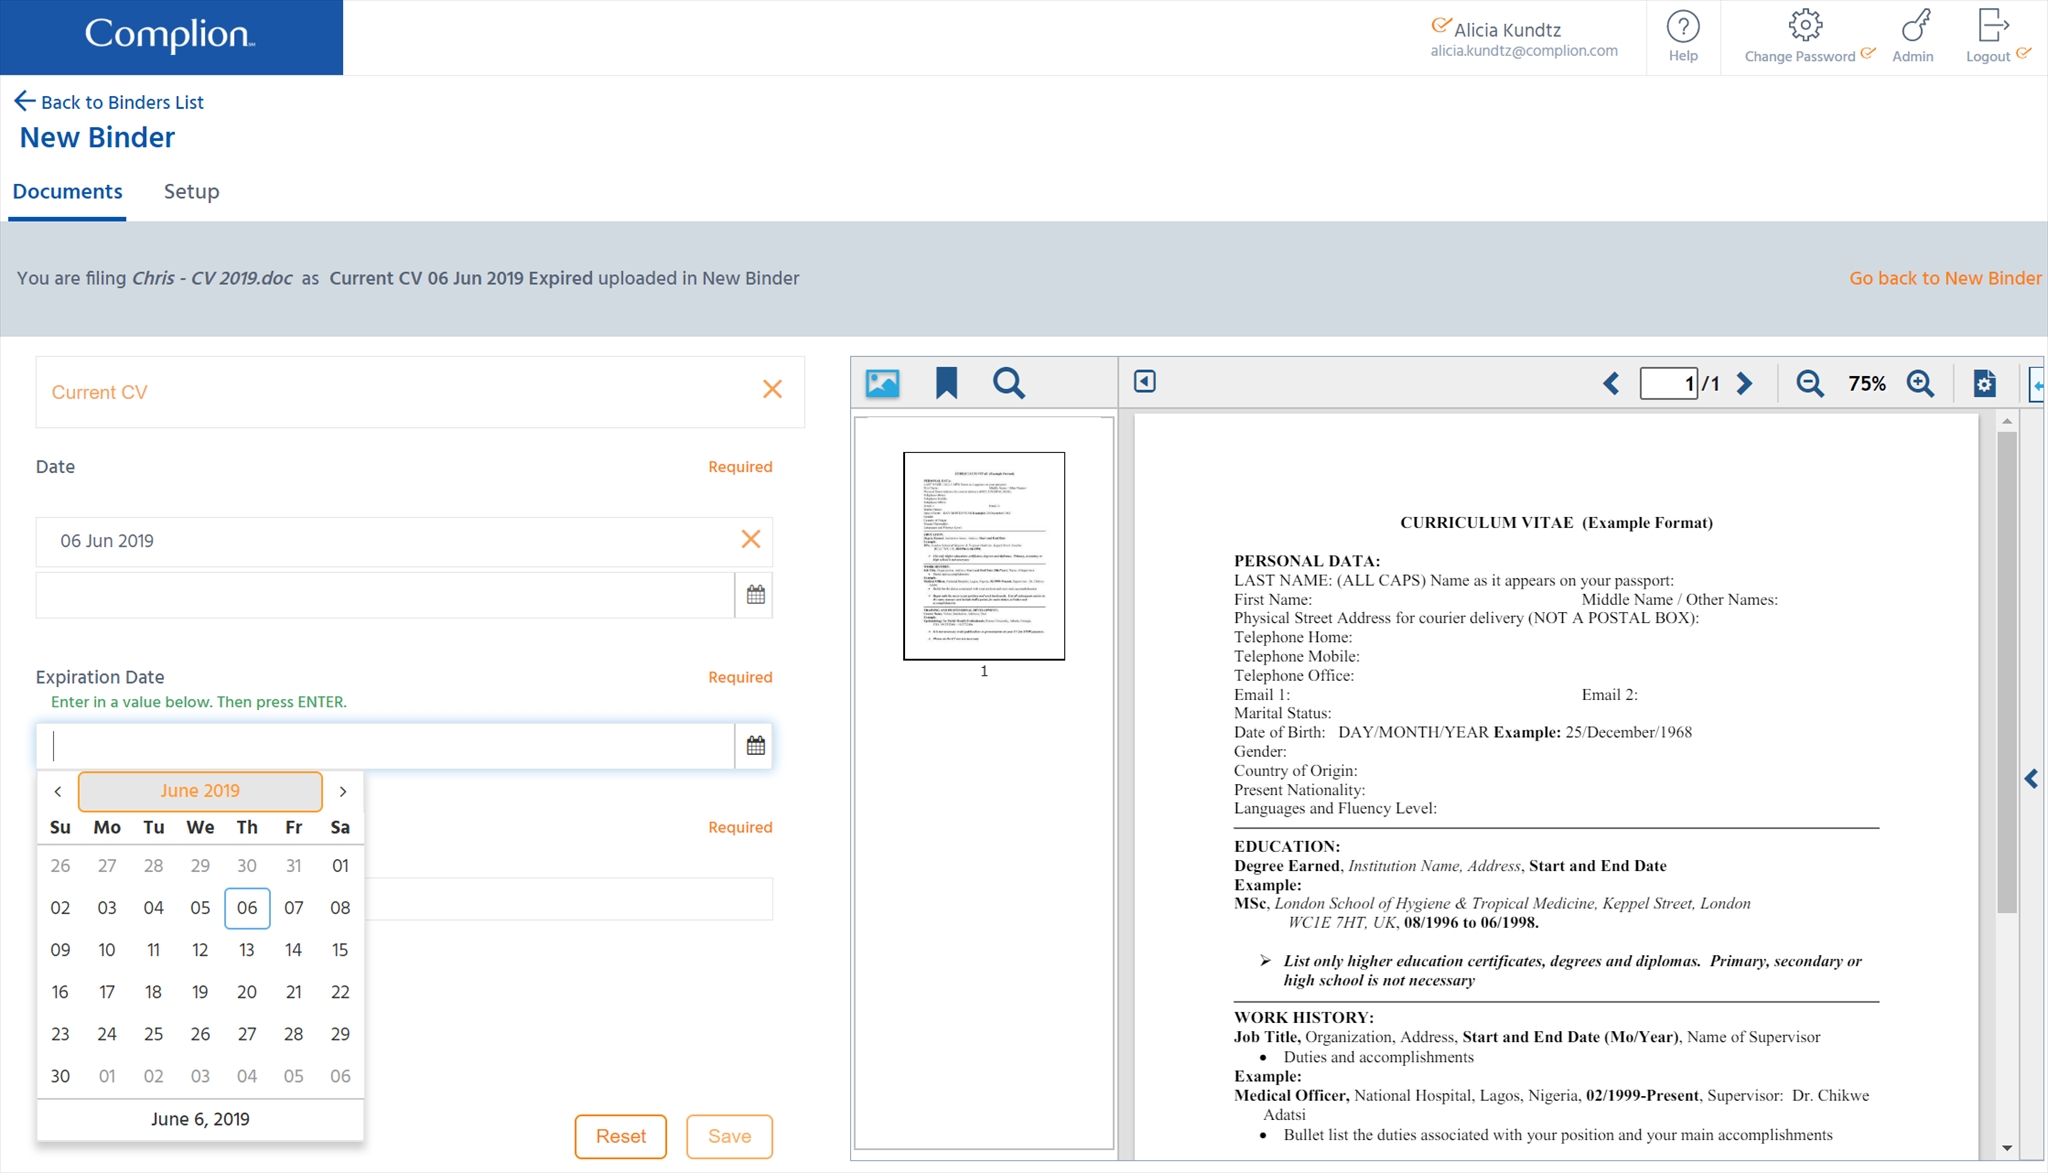 Complion
Alicia Kundtz
alicia.kundtz@complion.com
Help
Change Password
Admin
Logout
Back to Binders List
New Binder
Documents Setup
You are filing Chris - CV 2019.doc as Current CV 06 Jun 2019 Expired uploaded in New Binder
Go back to New Binder
Current CV
Date Required
06 Jun 2019
Expiration Date Required
Enter in a value below. Then press ENTER.
June 2019
Su Mo Tu We Th Fr Sa
26 27 28 29 30 31 01
02 03 04 05 06 07 08
09 10 11 12 13 14 15
16 17 18 19 20 21 22
23 24 25 26 27 28 29
30 01 02 03 04 05 06
June 6, 2019
Required
Reset Save
1
1 /1
75%
CURRICULUM VITAE (Example Format)
PERSONAL DATA:
LAST NAME: (ALL CAPS) Name as it appears on your passport:
First Name: Middle Name / Other Names:
Physical Street Address for courier delivery (NOT A POSTAL BOX):
Telephone Home:
Telephone Mobile:
Telephone Office:
Email 1: Email 2:
Marital Status:
Date of Birth: DAY/MONTH/YEAR Example: 25/December/1968
Gender:
Country of Origin:
Present Nationality:
Languages and Fluency Level:
EDUCATION:
Degree Earned, Institution Name, Address, Start and End Date
Example:
MSc, London School of Hygiene & Tropical Medicine, Keppel Street, London
WC1E 7HT, UK, 08/1996 to 06/1998.
➢ List only higher education certificates, degrees and diplomas. Primary, secondary or
high school is not necessary
WORK HISTORY:
Job Title, Organization, Address, Start and End Date (Mo/Year), Name of Supervisor
• Duties and accomplishments
Example:
Medical Officer, National Hospital, Lagos, Nigeria, 02/1999-Present, Supervisor: Dr. Chikwe
Adatsi
• Bullet list the duties associated with your position and your main accomplishments